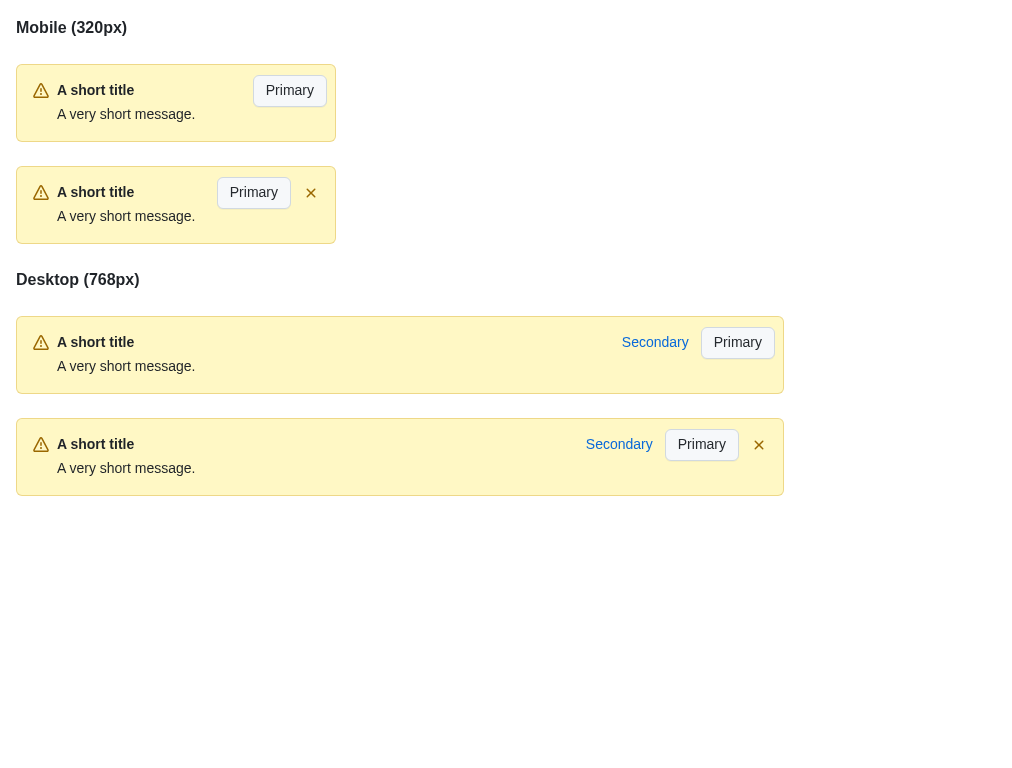 Mobile (320px)
A short title Primary
A very short message.
A short title Primary
A very short message.
Desktop (768px)
A short title Secondary Primary
A very short message.
A short title Secondary Primary
A very short message.